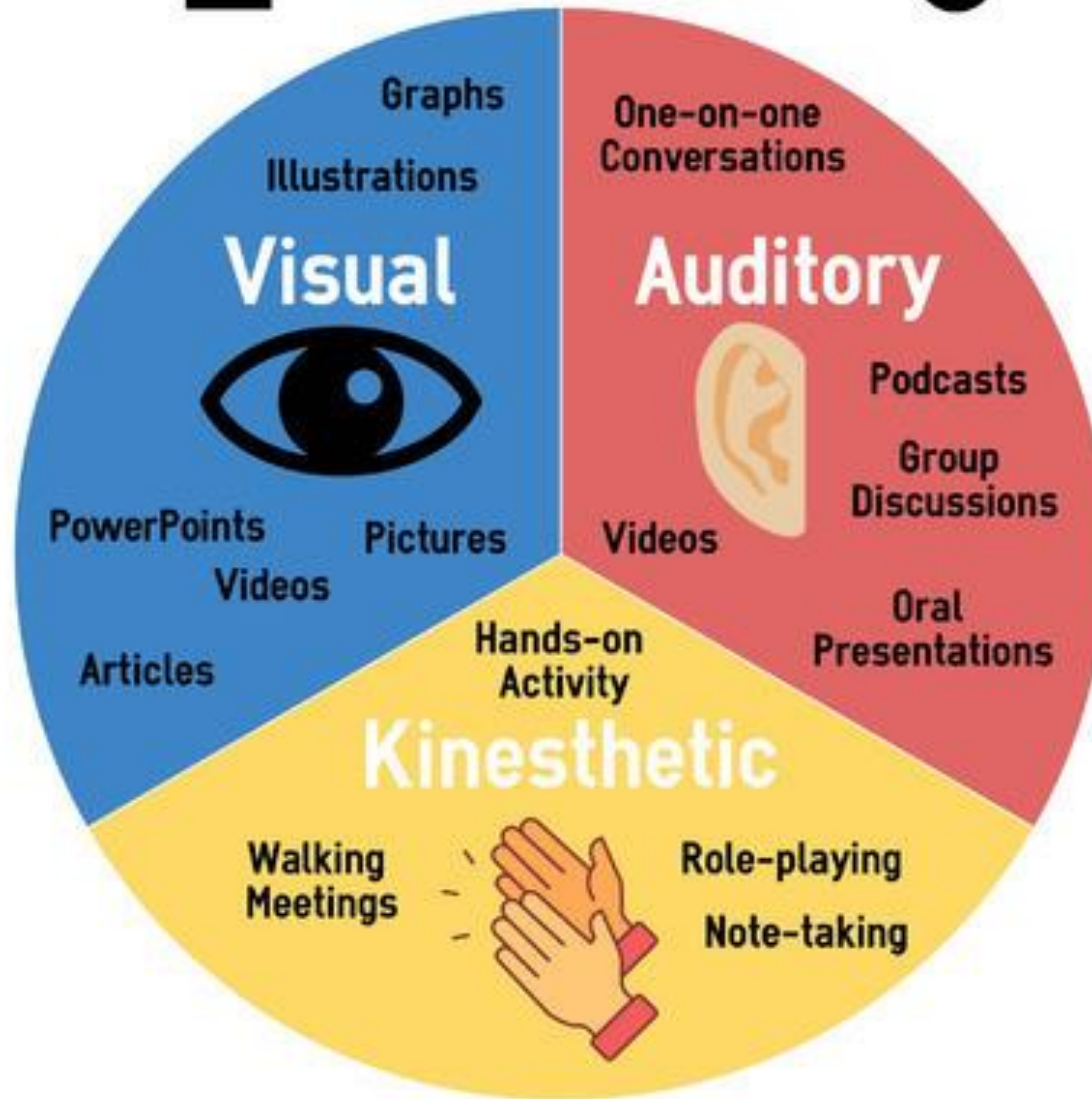 Graphs
Illustrations
Visual
PowerPoints
Pictures
Videos
Articles
One-on-one
Conversations
Auditory
Podcasts
Group
Discussions
Videos
Oral
Presentations
Hands-on
Activity
Kinesthetic
Walking
Meetings
Role-playing
Note-taking